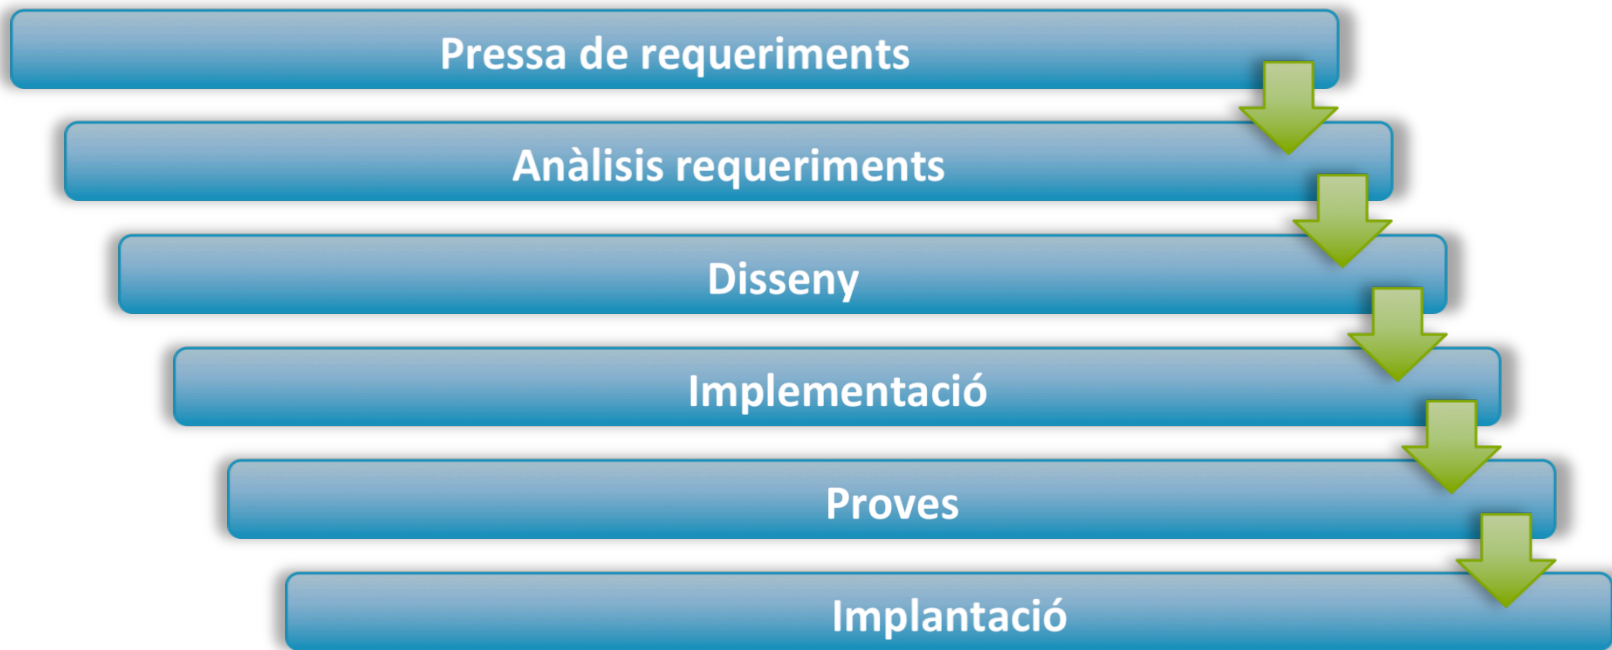 Pressa de requeriments
Anàlisis requeriments
Disseny
Implementació
Proves
Implantació